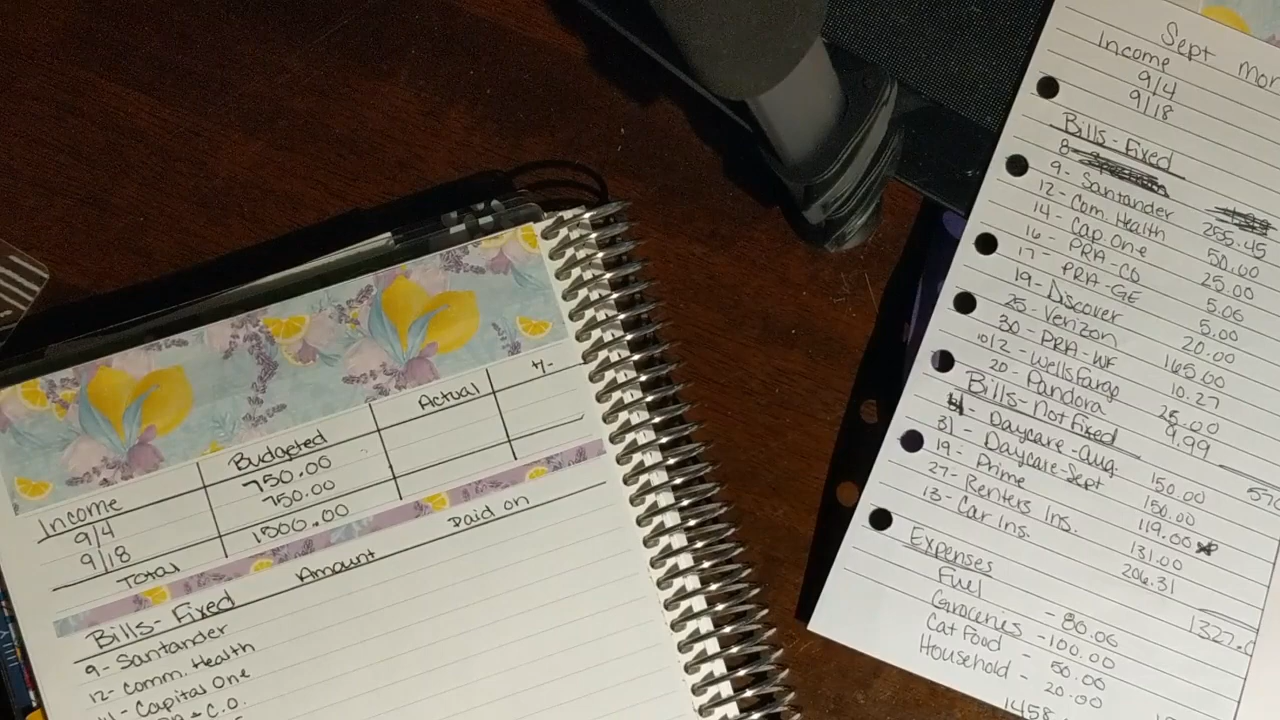 Income Budgeted Actual +/-
9/4 750.00
9/18 750.00
Total 1500.00
Bills-Fixed Amount Paid on
9- Santander
12- Comm. Health
14- Capital One
C.O.
Sept
Income
9/4
9/18
Bills-Fixed
8-
9- Santander 255.45
12- Com. Health 50.00
14- Cap. One 25.00
16- PRA-CO 5.06
17- PRA-GE 5.00
19- Discover 20.00
25- Verizon 165.00
30- PRA-WF 10.27
10/2- Wells Fargo 25.00
20- Pandora 9.99
Bills-not fixed
- Daycare-aug. 150.00
31- Daycare-Sept 150.00
19- Prime 119.00
27- Renters Ins. 131.00
13- Car Ins. 206.31
1327.
Expenses
Fuel - 80.06
Groceries -100.00
Cat Food - 50.00
Household - 20.00
1458.